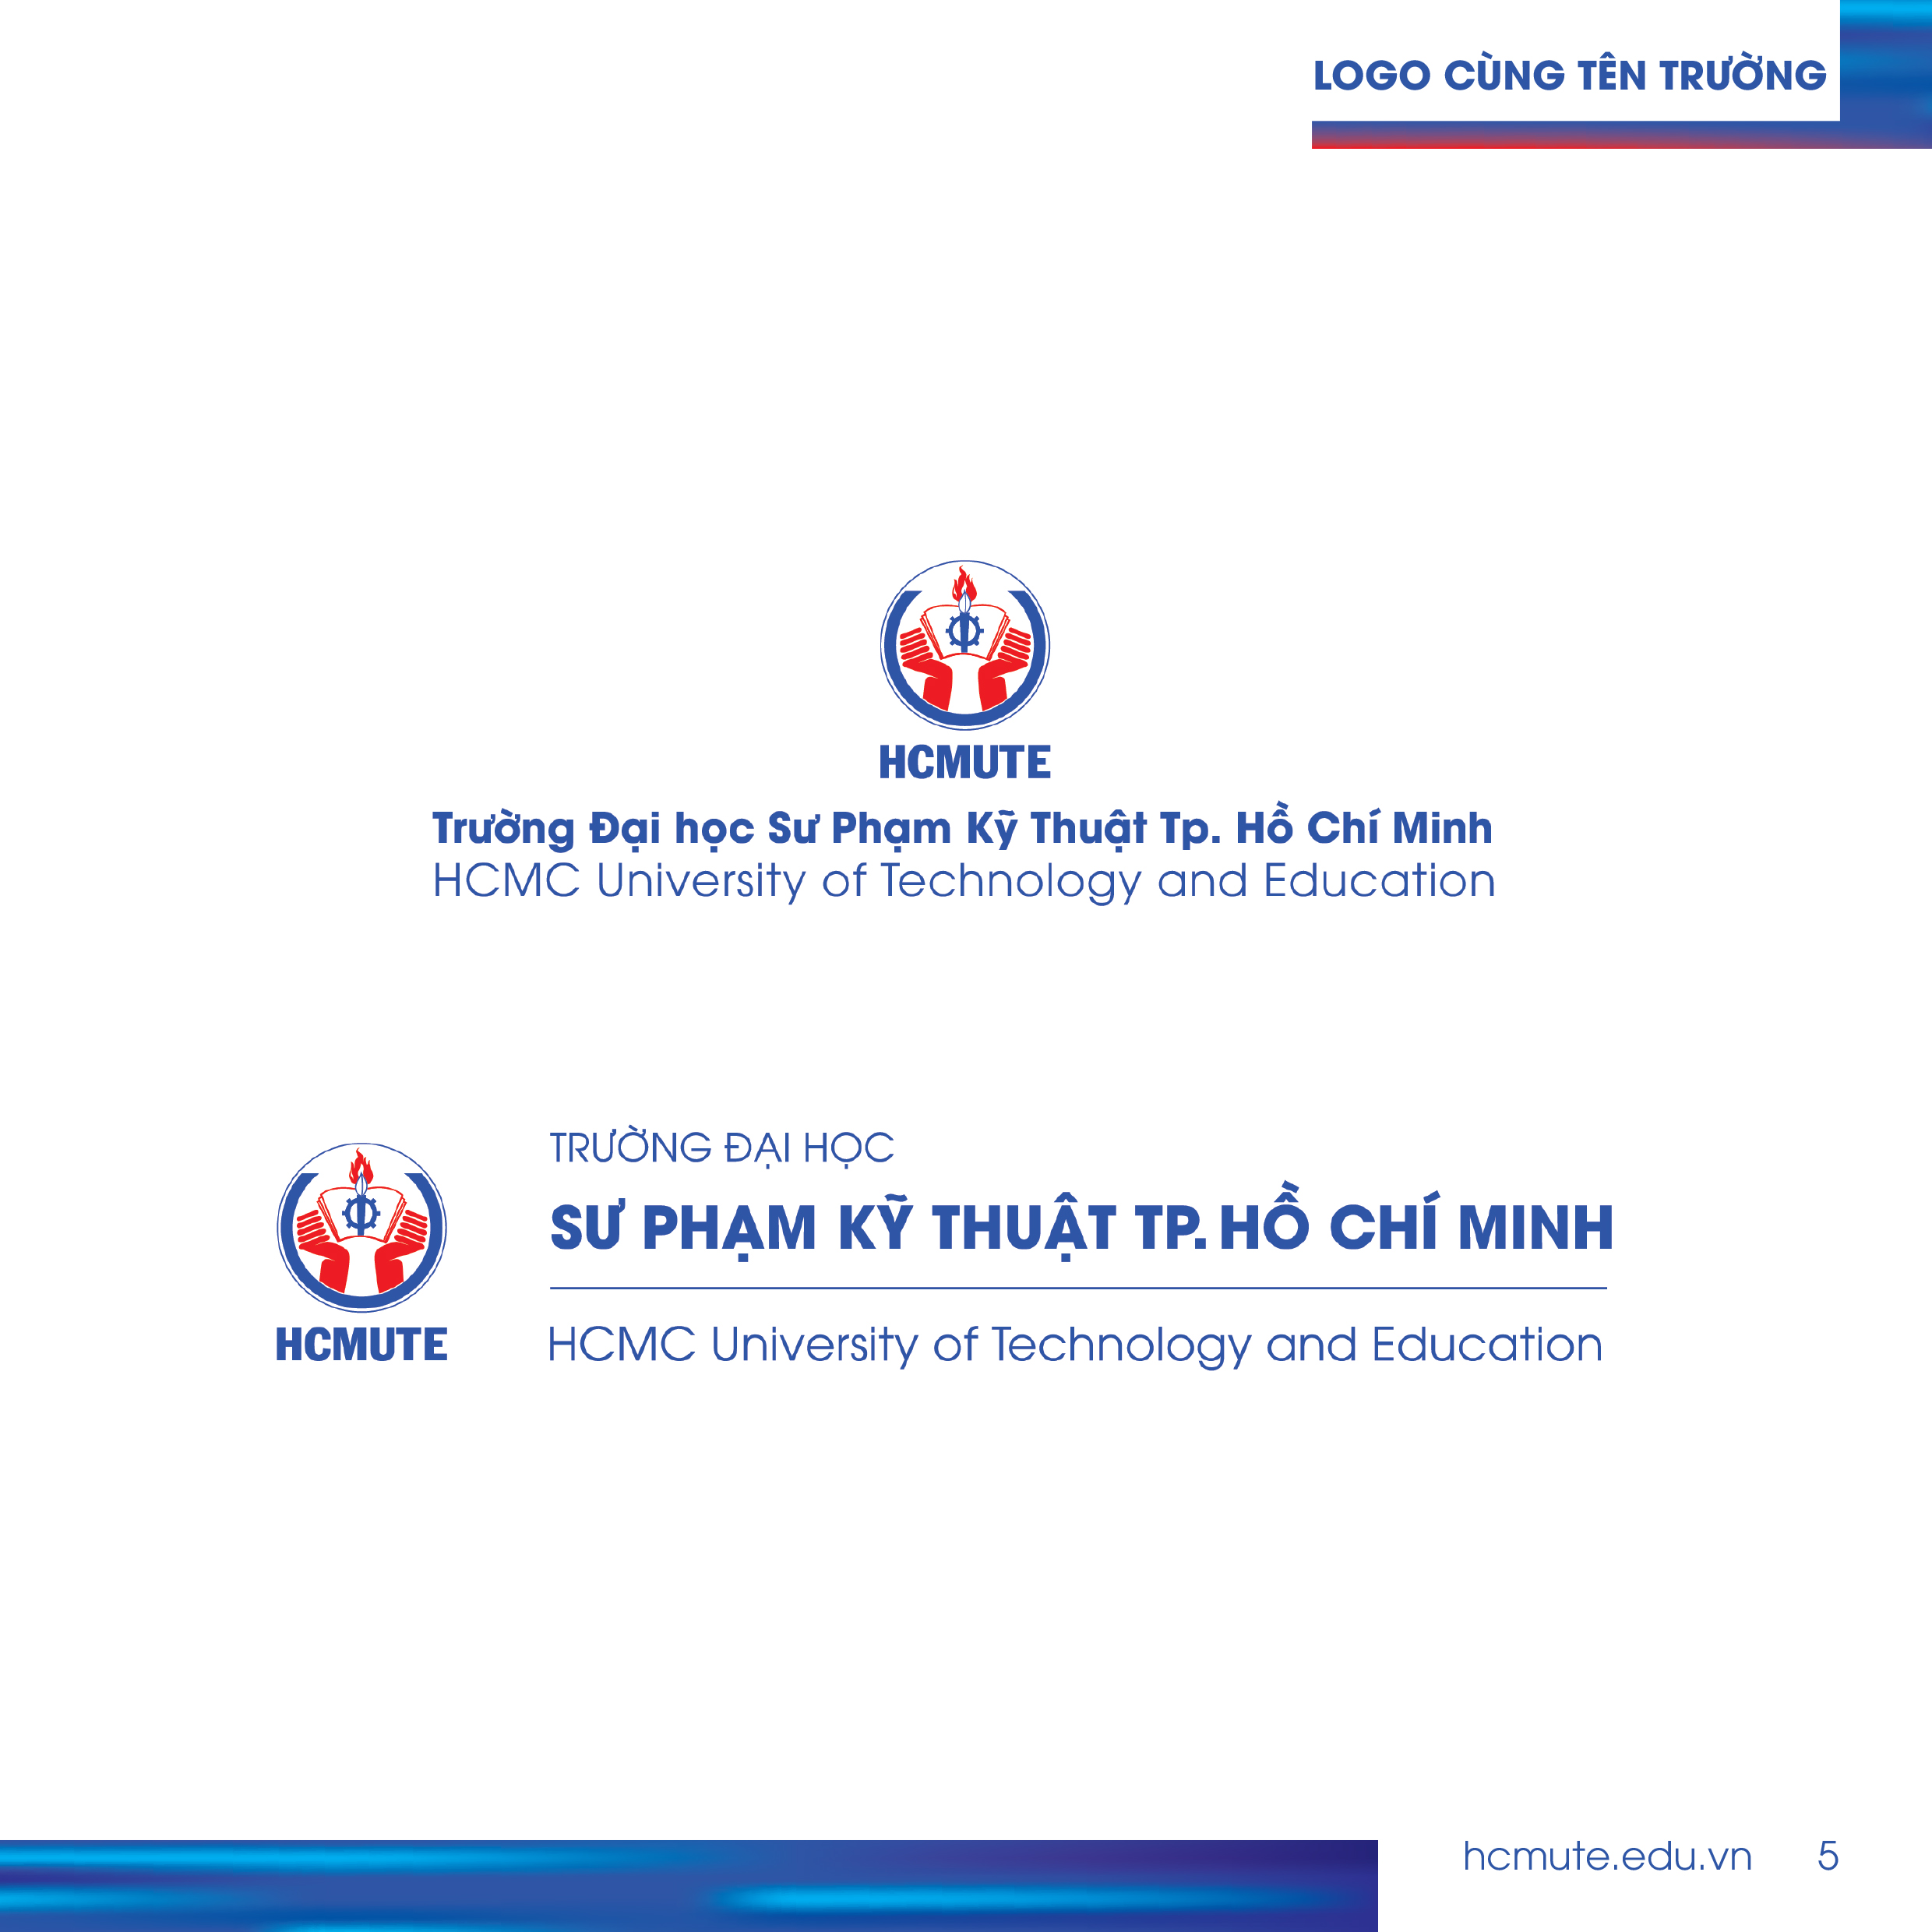 LOGO CÙNG TÊN TRƯỜNG
HCMUTE
Trường Đại học Sư Phạm Kỹ Thuật Tp. Hồ Chí Minh
HCMC University of Technology and Education
TRƯỜNG ĐẠI HỌC
SƯ PHẠM KỸ THUẬT TP. HỒ CHÍ MINH
HCMUTE
HCMC University of Technology and Education
hcmute.edu.vn 5